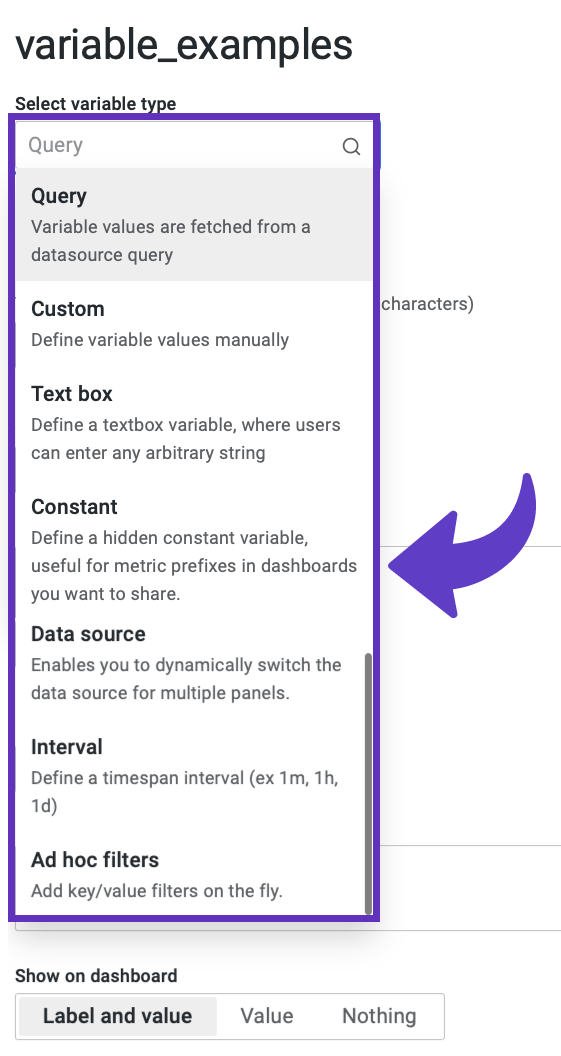 variable_examples
Select variable type
Query
Query
Variable values are fetched from a
datasource query
characters)
Custom
Define variable values manually
Text box
Define a textbox variable, where users
can enter any arbitrary string
Constant
Define a hidden constant variable,
useful for metric prefixes in dashboards
you want to share.
Data source
Enables you to dynamically switch the
data source for multiple panels.
Interval
Define a timespan interval (ex 1m, 1h,
1d)
Ad hoc filters
Add key/value filters on the fly.
Show on dashboard
Label and value Value Nothing